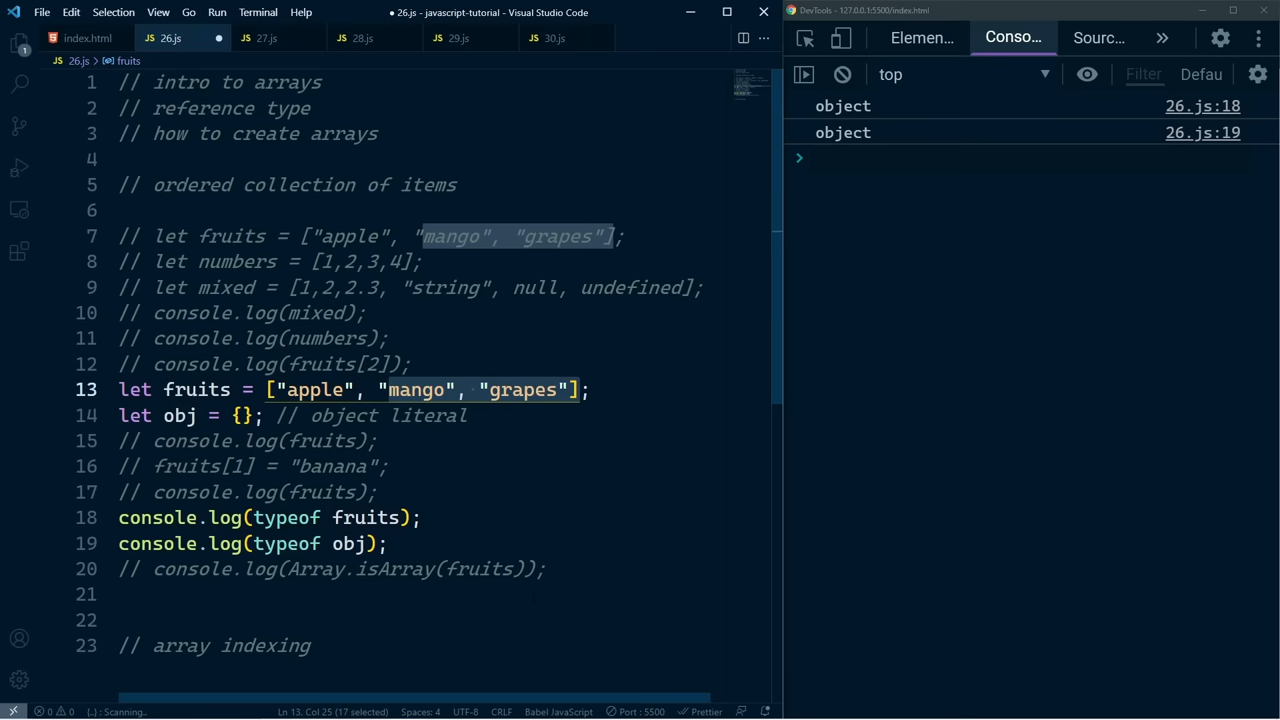 File Edit Selection View Go Run Terminal Help
● 26.js - javascript-tutorial - Visual Studio Code
DevTools - 127.0.0.1:5500/index.html
index.html JS 26.js ● JS 27.js JS 28.js JS 29.js JS 30.js
JS 26.js > fruits
1 // intro to arrays
2 // reference type
3 // how to create arrays
4
5 // ordered collection of items
6
7 // let fruits = ["apple", "mango", "grapes"];
8 // let numbers = [1,2,3,4];
9 // let mixed = [1,2,2.3, "string", null, undefined];
10 // console.log(mixed);
11 // console.log(numbers);
12 // console.log(fruits[2]);
13 let fruits = ["apple", "mango", "grapes"];
14 let obj = {}; // object literal
15 // console.log(fruits);
16 // fruits[1] = "banana";
17 // console.log(fruits);
18 console.log(typeof fruits);
19 console.log(typeof obj);
20 // console.log(Array.isArray(fruits));
21
22
23 // array indexing
1
0 0 {..} : Scanning.. Ln 13, Col 25 (17 selected) Spaces: 4 UTF-8 CRLF Babel JavaScript Port : 5500 Prettier
Elemen... Conso... Sourc... »
top Filter Defau
object 26.js:18
object 26.js:19
>